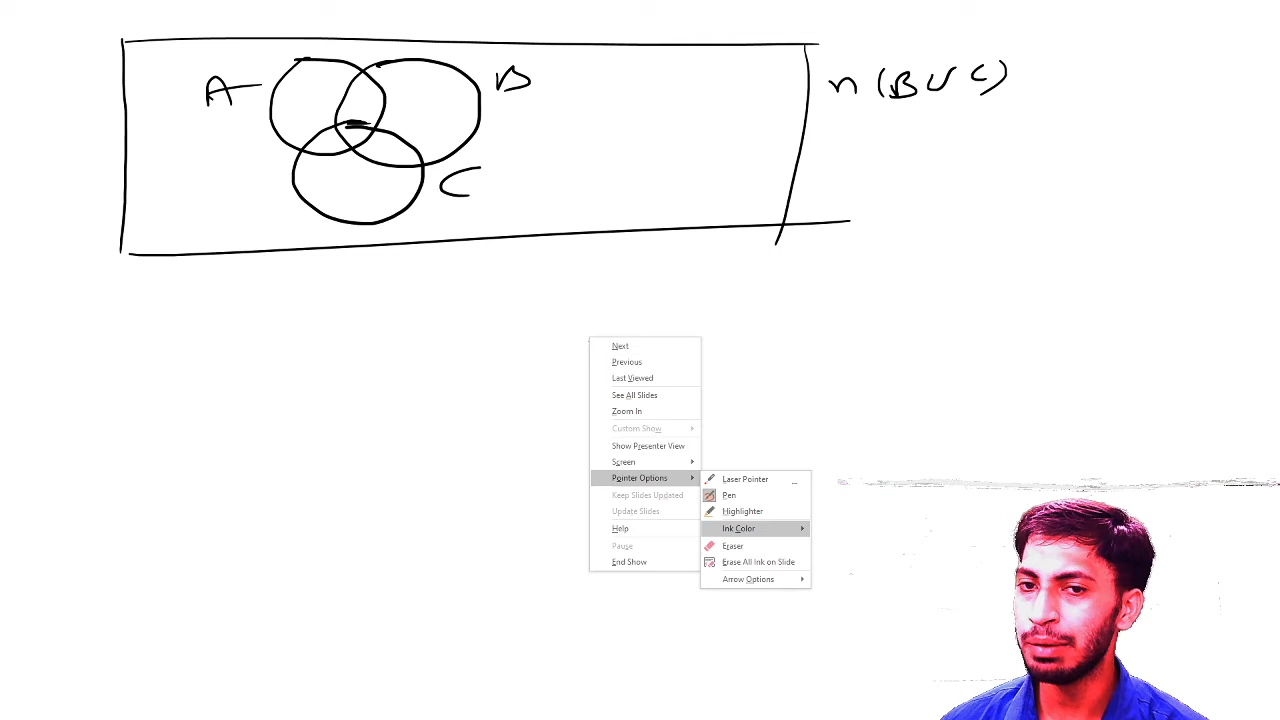 A
B
n (B ∪ C)
C
Next
Previous
Last Viewed
See All Slides
Zoom In
Custom Show
Show Presenter View
Screen
Pointer Options
Keep Slides Updated
Update Slides
Help
Pause
End Show
Laser Pointer
Pen
Highlighter
Ink Color
Eraser
Erase All Ink on Slide
Arrow Options